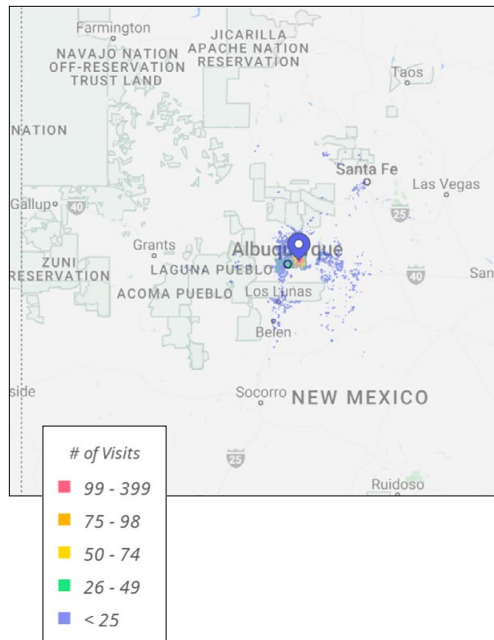 Farmington
JICARILLA
APACHE NATION
RESERVATION
NAVAJO NATION
OFF-RESERVATION
TRUST LAND
Taos
NATION
Santa Fe
Las Vegas
Gallup
40
25
Grants
Albuquerque
ZUNI
RESERVATION
LAGUNA PUEBLO
40
San
ACOMA PUEBLO
Los Lunas
Belen
side
Socorro
NEW MEXICO
25
Ruidoso
# of Visits
99 - 399
75 - 98
50 - 74
26 - 49
< 25